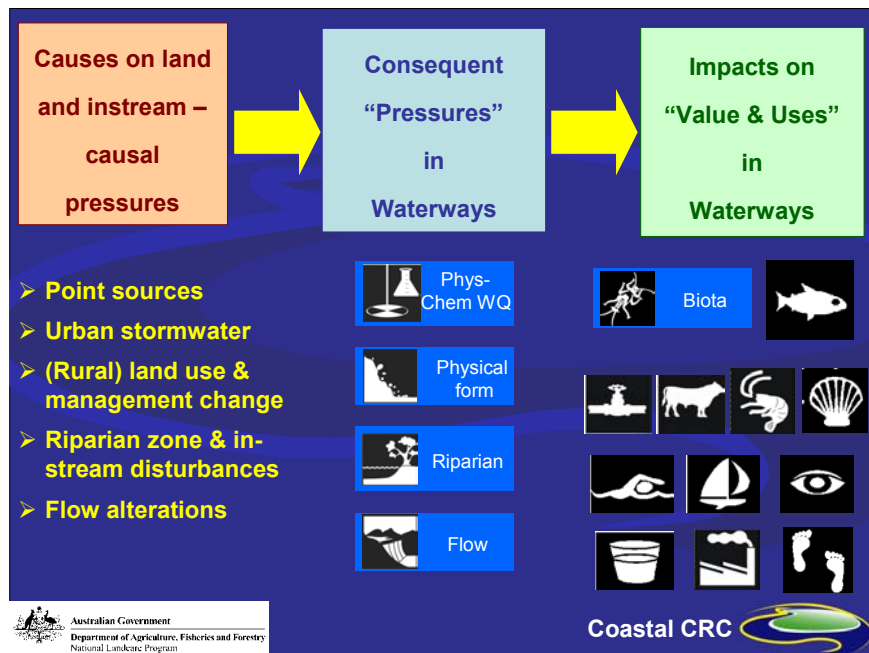 Causes on land
and instream –
causal
pressures
Consequent
“Pressures”
in
Waterways
Impacts on
“Value & Uses”
in
Waterways
➢ Point sources
➢ Urban stormwater
➢ (Rural) land use &
management change
➢ Riparian zone & in-
stream disturbances
➢ Flow alterations
Phys-
Chem WQ
Physical
form
Riparian
Flow
Biota
Australian Government
Department of Agriculture, Fisheries and Forestry
National Landcare Program
Coastal CRC